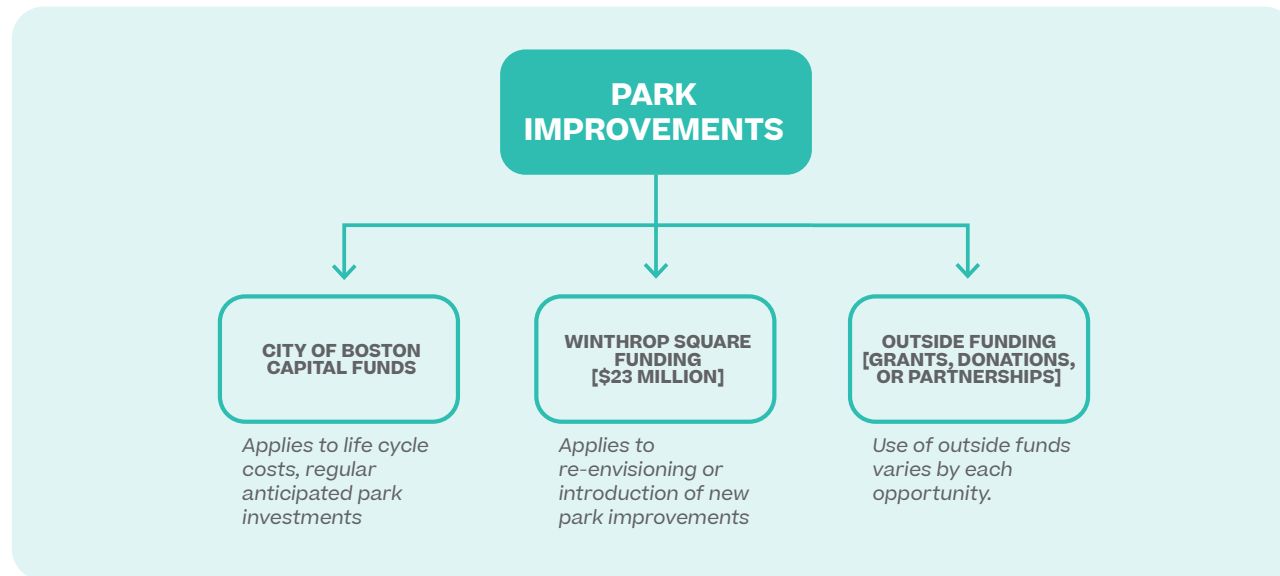 PARK
IMPROVEMENTS
CITY OF BOSTON
CAPITAL FUNDS
Applies to life cycle
costs, regular
anticipated park
investments
WINTHROP SQUARE
FUNDING
[$23 MILLION]
Applies to
re-envisioning or
introduction of new
park improvements
OUTSIDE FUNDING
[GRANTS, DONATIONS,
OR PARTNERSHIPS]
Use of outside funds
varies by each
opportunity.